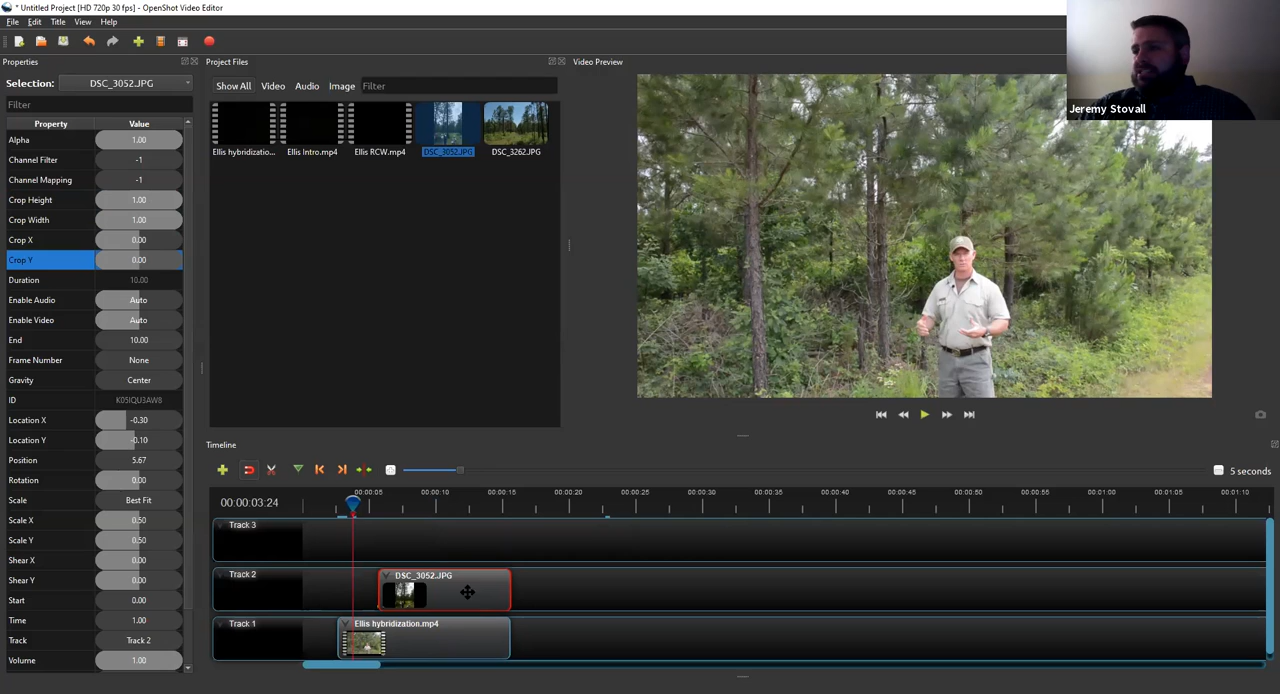 * Untitled Project [HD 720p 30 fps] - OpenShot Video Editor
File Edit Title View Help
Jeremy Stovall
Properties
Project Files
Video Preview
Selection: DSC_3052.JPG
Show All Video Audio Image Filter
Filter
Property Value
Alpha 1.00
Channel Filter -1
Channel Mapping -1
Crop Height 1.00
Crop Width 1.00
Crop X 0.00
Crop Y 0.00
Duration 10.00
Enable Audio Auto
Enable Video Auto
End 10.00
Frame Number None
Gravity Center
ID K05IQU3AW8
Location X -0.30
Location Y -0.10
Position 5.67
Rotation 0.00
Scale Best Fit
Scale X 0.50
Scale Y 0.50
Shear X 0.00
Shear Y 0.00
Start 0.00
Time 1.00
Track Track 2
Volume 1.00
Ellis hybridizatio... Ellis Intro.mp4 Ellis RCW.mp4 DSC_3052.JPG DSC_3262.JPG
Timeline
5 seconds
00:00:03:24
00:00:05 00:00:10 00:00:15 00:00:20 00:00:25 00:00:30 00:00:35 00:00:40 00:00:45 00:00:50 00:00:55 00:01:00 00:01:05 00:01:10
Track 3
Track 2
DSC_3052.JPG
Track 1
Ellis hybridization.mp4